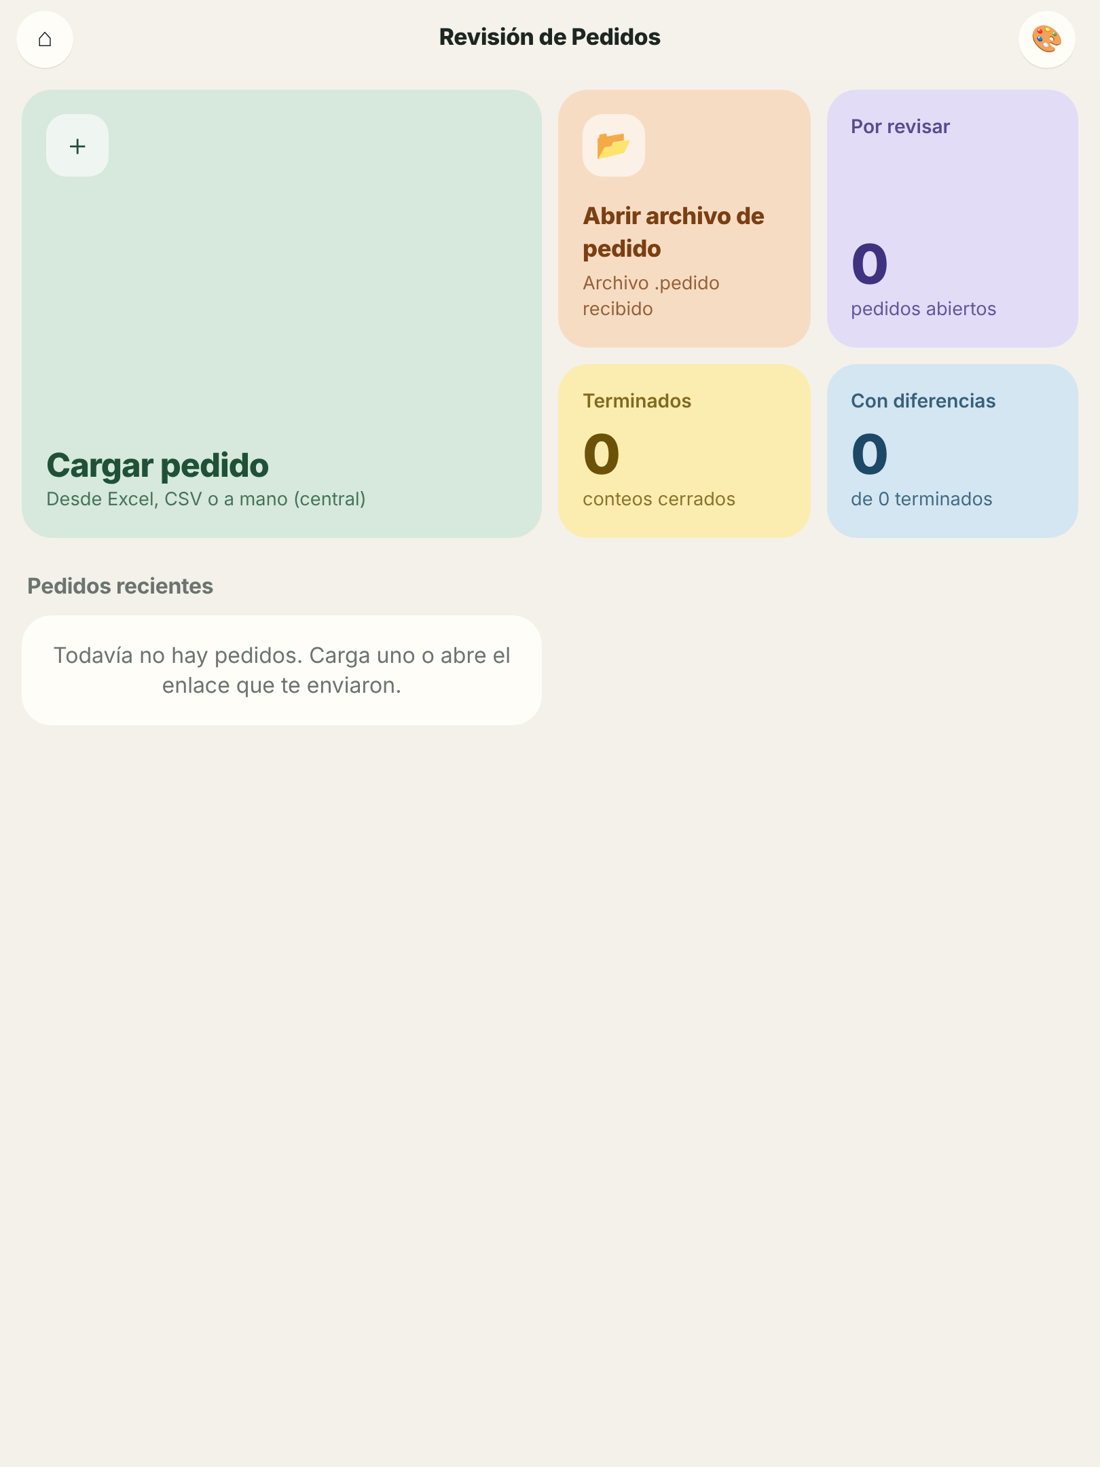 Revisión de Pedidos
+
Cargar pedido
Desde Excel, CSV o a mano (central)
Abrir archivo de
pedido
Archivo .pedido
recibido
Por revisar
0
pedidos abiertos
Terminados
0
conteos cerrados
Con diferencias
0
de 0 terminados
Pedidos recientes
Todavía no hay pedidos. Carga uno o abre el
enlace que te enviaron.